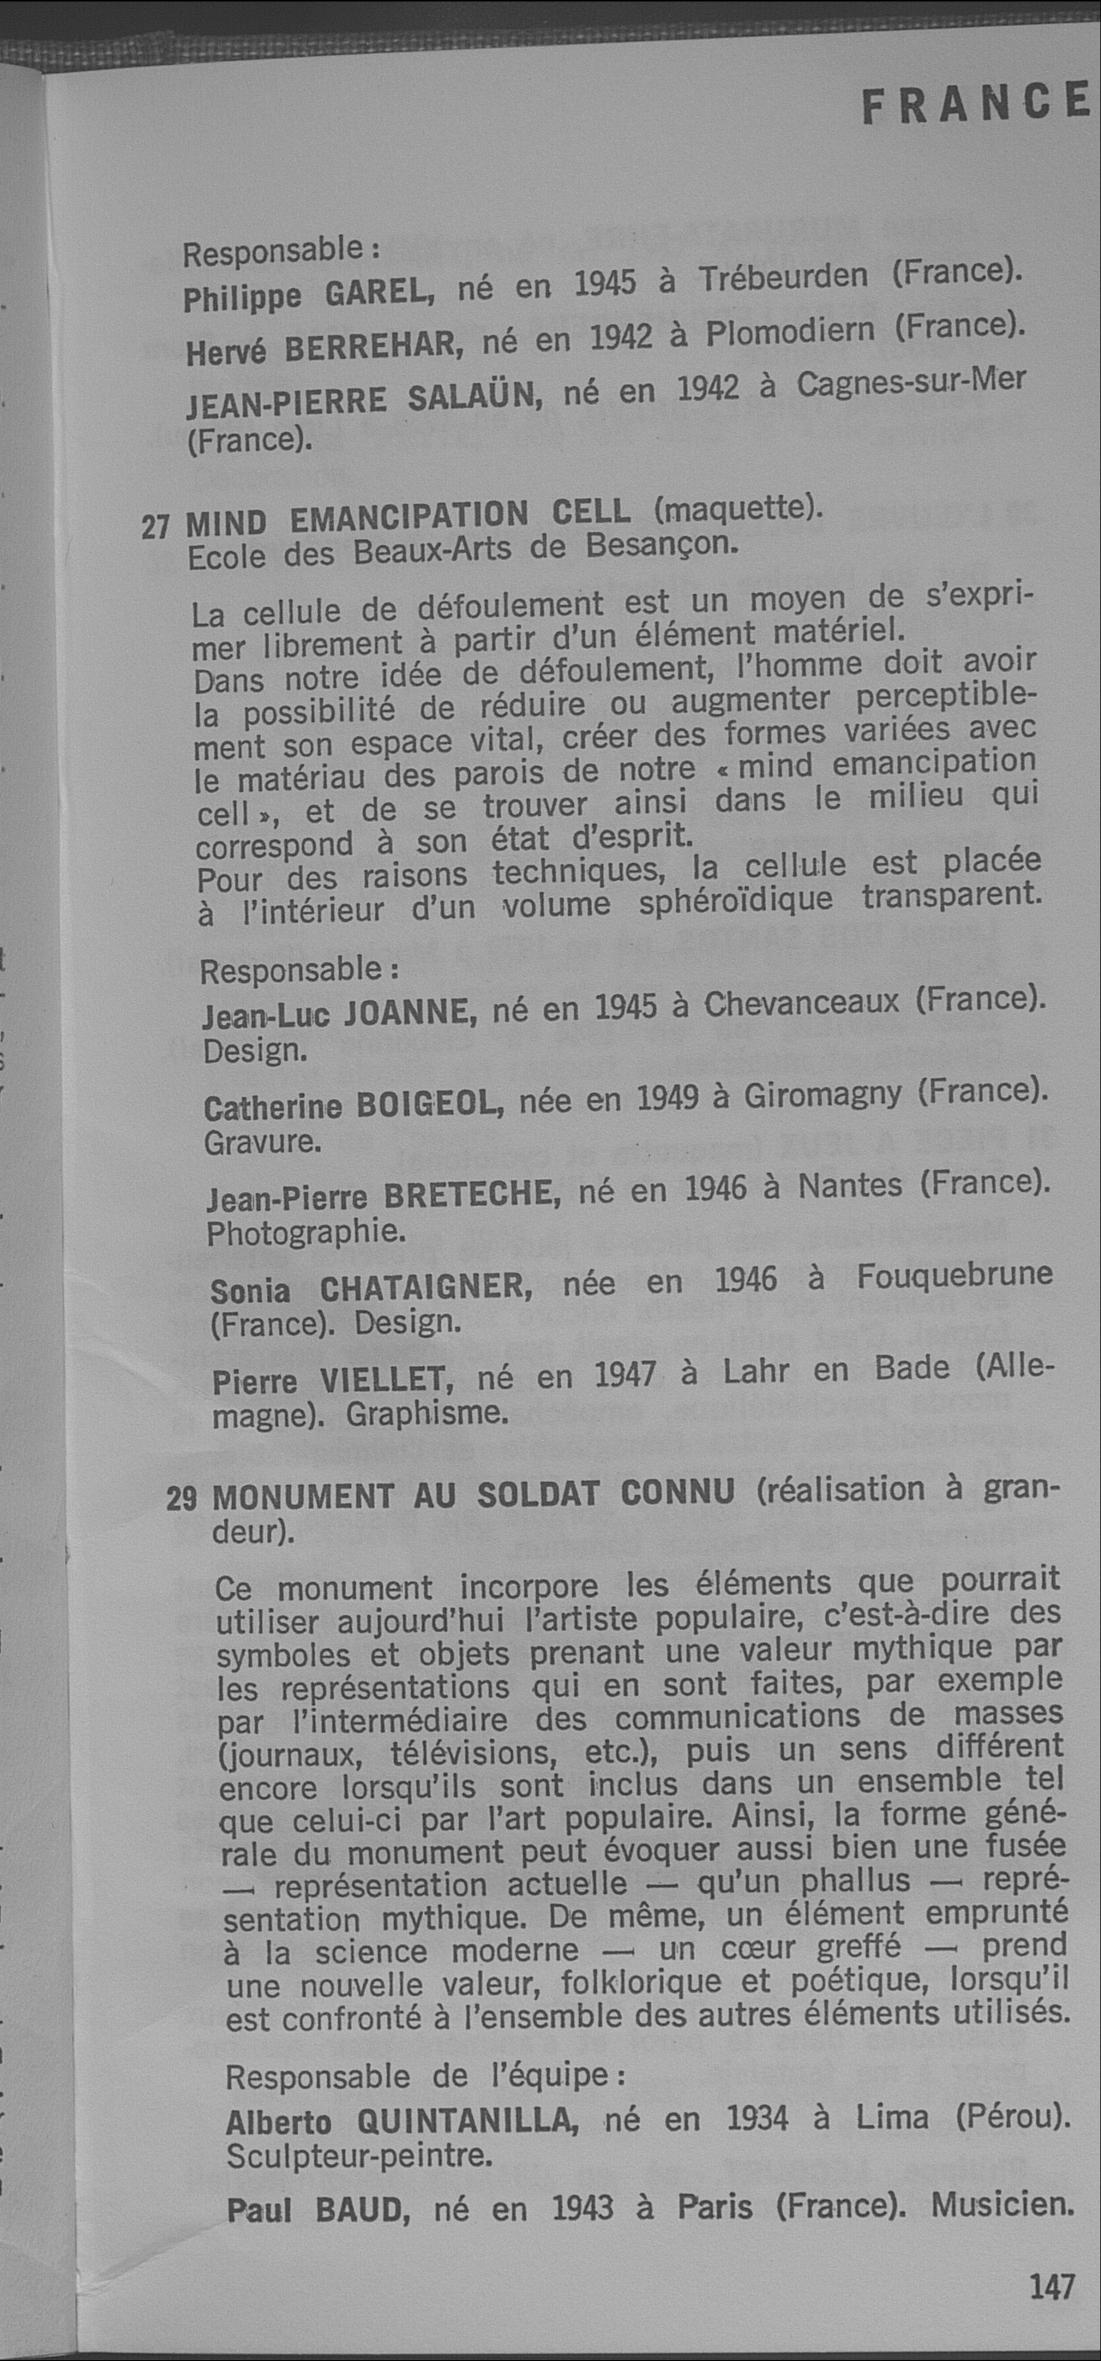 FRANCE
Responsable :
Philippe GAREL, né en 1945 à Trébeurden (France).
Hervé BERREHAR, né en 1942 à Plomodiern (France).
JEAN-PIERRE SALAÜN, né en 1942 à Cagnes-sur-Mer
(France).
27 MIND EMANCIPATION CELL (maquette).
Ecole des Beaux-Arts de Besançon.
La cellule de défoulement est un moyen de s'expri-
mer librement à partir d'un élément matériel.
Dans notre idée de défoulement, l'homme doit avoir
la possibilité de réduire ou augmenter perceptible-
ment son espace vital, créer des formes variées avec
le matériau des parois de notre « mind emancipation
cell », et de se trouver ainsi dans le milieu qui
correspond à son état d'esprit.
Pour des raisons techniques, la cellule est placée
à l'intérieur d'un volume sphéroïdique transparent.
Responsable :
Jean-Luc JOANNE, né en 1945 à Chevanceaux (France).
Design.
Catherine BOIGEOL, née en 1949 à Giromagny (France).
Gravure.
Jean-Pierre BRETECHE, né en 1946 à Nantes (France).
Photographie.
Sonia CHATAIGNER, née en 1946 à Fouquebrune
(France). Design.
Pierre VIELLET, né en 1947 à Lahr en Bade (Alle-
magne). Graphisme.
29 MONUMENT AU SOLDAT CONNU (réalisation à gran-
deur).
Ce monument incorpore les éléments que pourrait
utiliser aujourd'hui l'artiste populaire, c'est-à-dire des
symboles et objets prenant une valeur mythique par
les représentations qui en sont faites, par exemple
par l'intermédiaire des communications de masses
(journaux, télévisions, etc.), puis un sens différent
encore lorsqu'ils sont inclus dans un ensemble tel
que celui-ci par l'art populaire. Ainsi, la forme géné-
rale du monument peut évoquer aussi bien une fusée
— représentation actuelle — qu'un phallus — repré-
sentation mythique. De même, un élément emprunté
à la science moderne — un cœur greffé — prend
une nouvelle valeur, folklorique et poétique, lorsqu'il
est confronté à l'ensemble des autres éléments utilisés.
Responsable de l'équipe :
Alberto QUINTANILLA, né en 1934 à Lima (Pérou).
Sculpteur-peintre.
Paul BAUD, né en 1943 à Paris (France). Musicien.
147